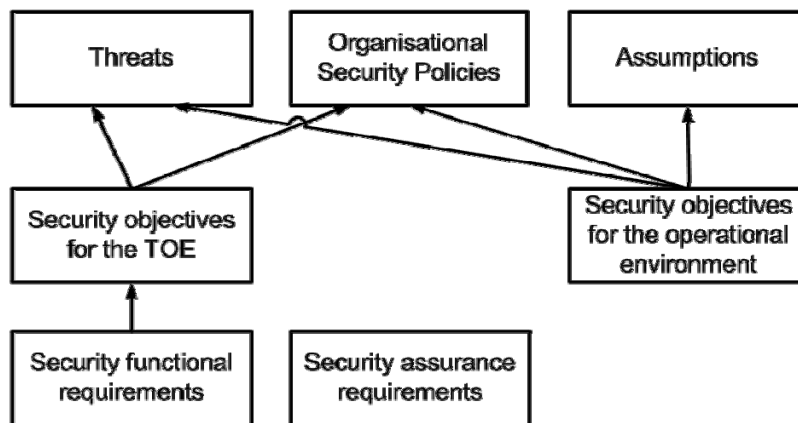 Threats
Organisational
Security Policies
Assumptions
Security objectives
for the TOE
Security objectives
for the operational
environment
Security functional
requirements
Security assurance
requirements